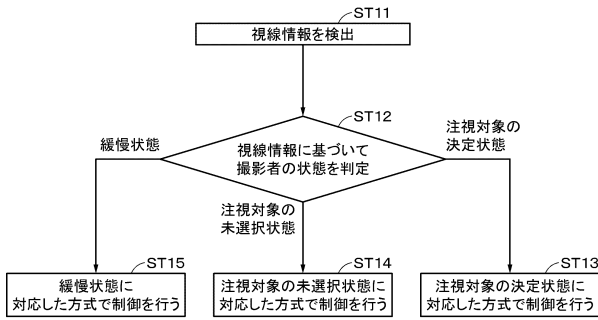 ST11
視線情報を検出
ST12
視線情報に基づいて
撮影者の状態を判定
緩慢状態
注視対象の
決定状態
注視対象の
未選択状態
ST15
緩慢状態に
対応した方式で制御を行う
ST14
注視対象の未選択状態に
対応した方式で制御を行う
ST13
注視対象の決定状態に
対応した方式で制御を行う